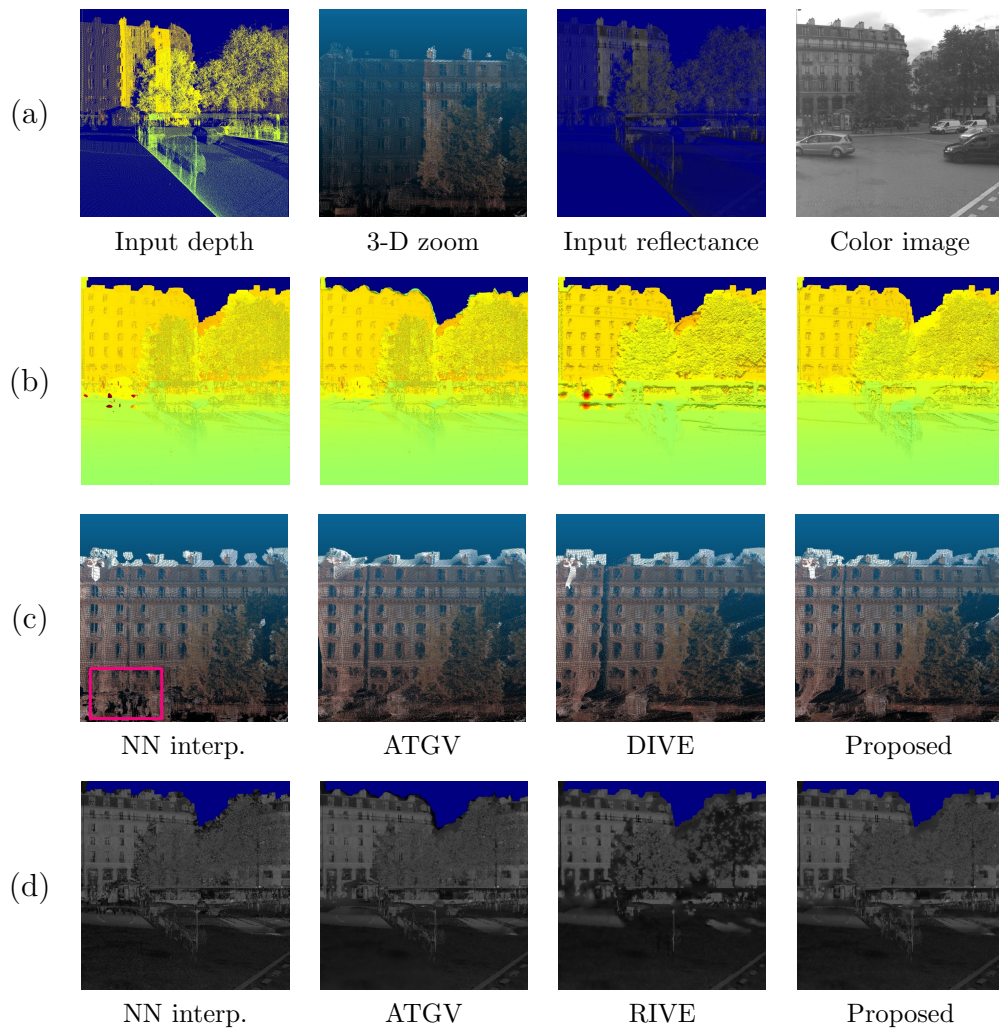 (a)
Input depth 3-D zoom Input reflectance Color image
(b)
(c)
NN interp. ATGV DIVE Proposed
(d)
NN interp. ATGV RIVE Proposed